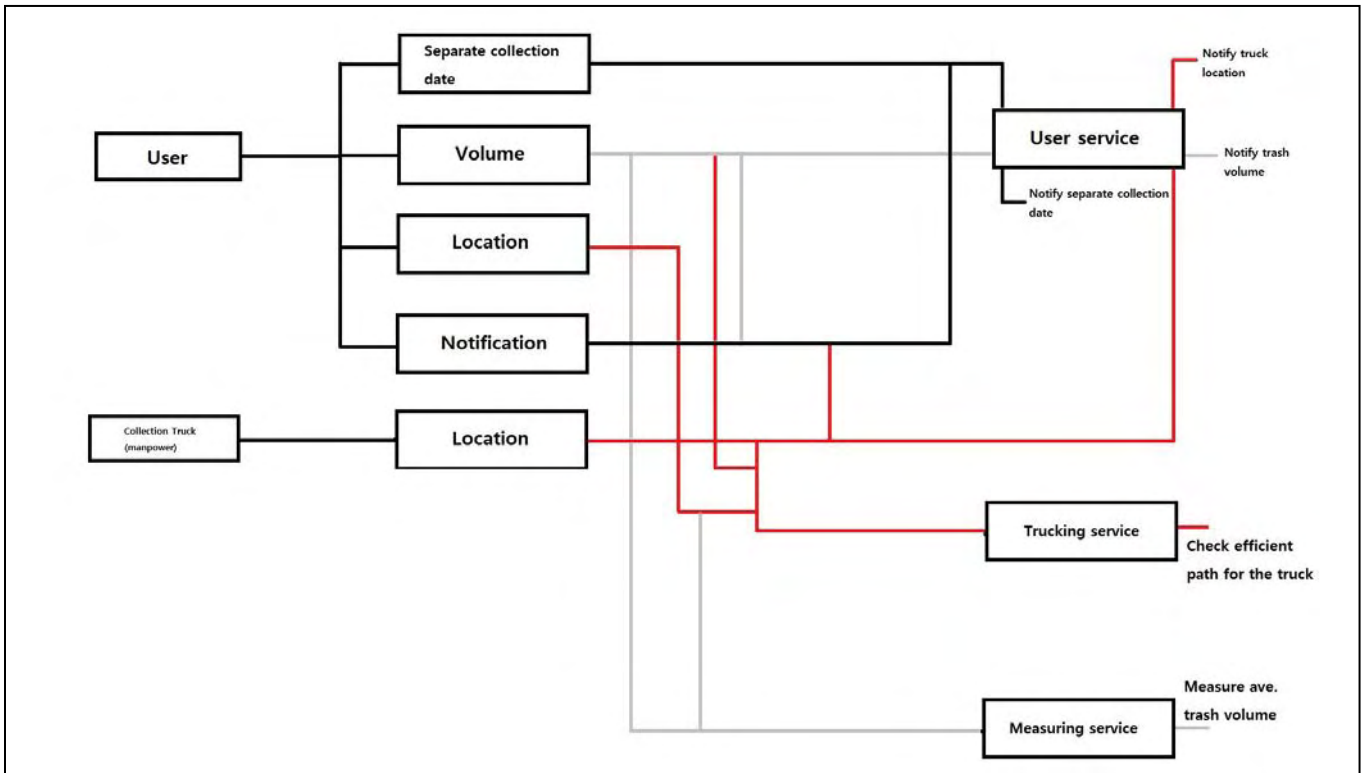 Separate collection
date
Notify truck
location
User service
User
Volume
Notify trash
volume
Notify separate collection
date
Location
Notification
Collection Truck
(manpower)
Location
Trucking service
Check efficient
path for the truck
Measure ave.
trash volume
Measuring service